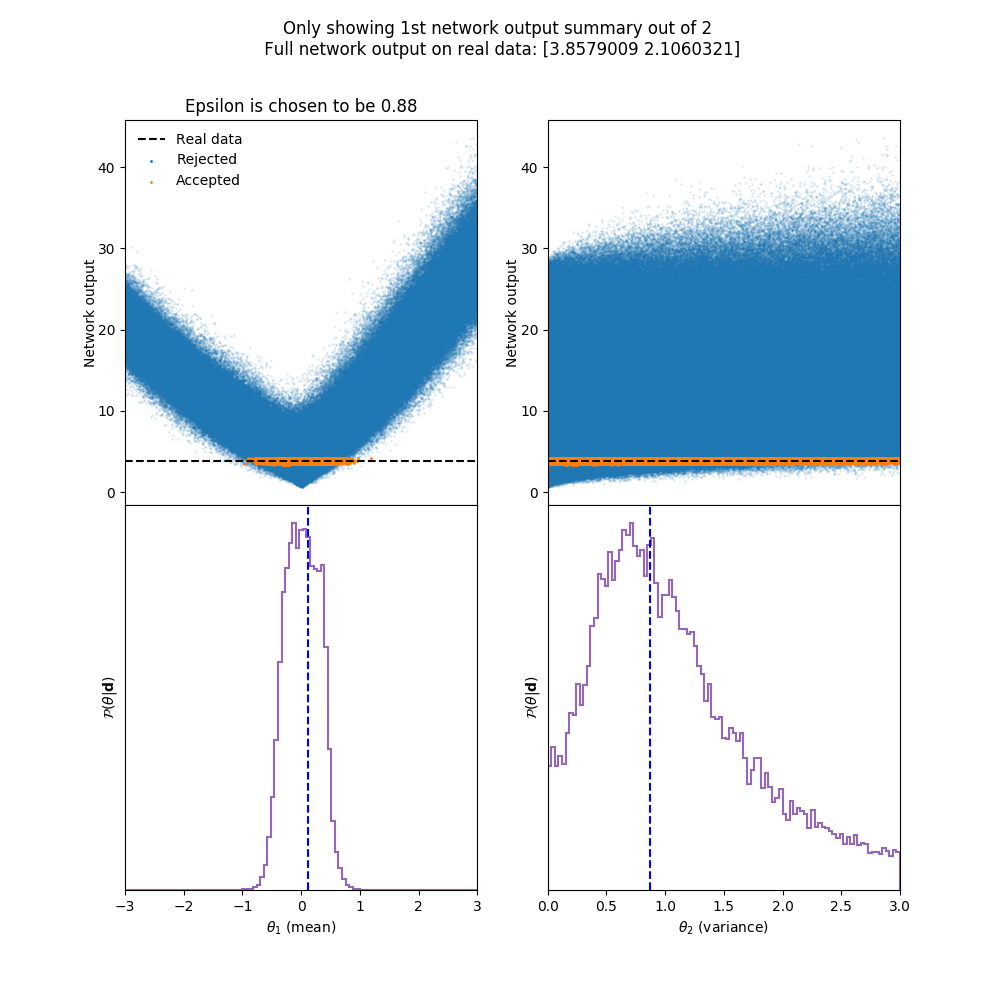 Only showing 1st network output summary out of 2
Full network output on real data: [3.8579009 2.1060321]
Epsilon is chosen to be 0.88
Real data
Rejected
Accepted
Network output
40
30
20
10
0
Network output
40
30
20
10
0
𝒫(θ|𝐝)
−3 −2 −1 0 1 2 3
θ₁ (mean)
𝒫(θ|𝐝)
0.0 0.5 1.0 1.5 2.0 2.5 3.0
θ₂ (variance)